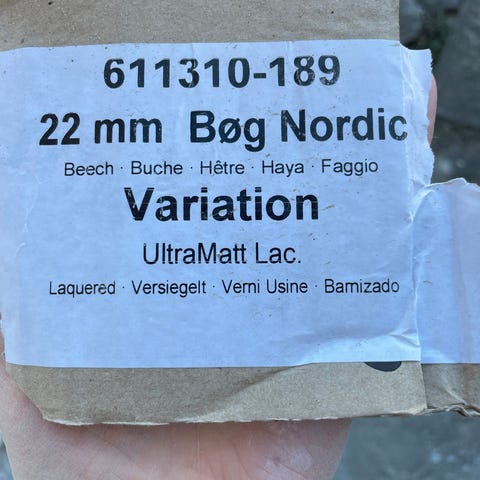 611310-189
22 mm Bøg Nordic
Beech · Buche · Hêtre · Haya · Faggio
Variation
UltraMatt Lac.
Laquered · Versiegelt · Verni Usine · Barnizado